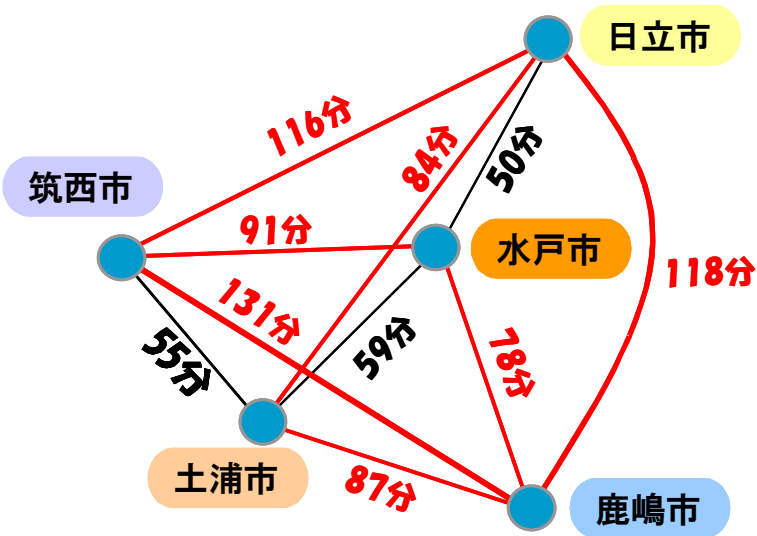 日立市
116分
84分
50分
筑西市
91分
水戸市
118分
131分
59分
78分
55分
土浦市
87分
鹿嶋市